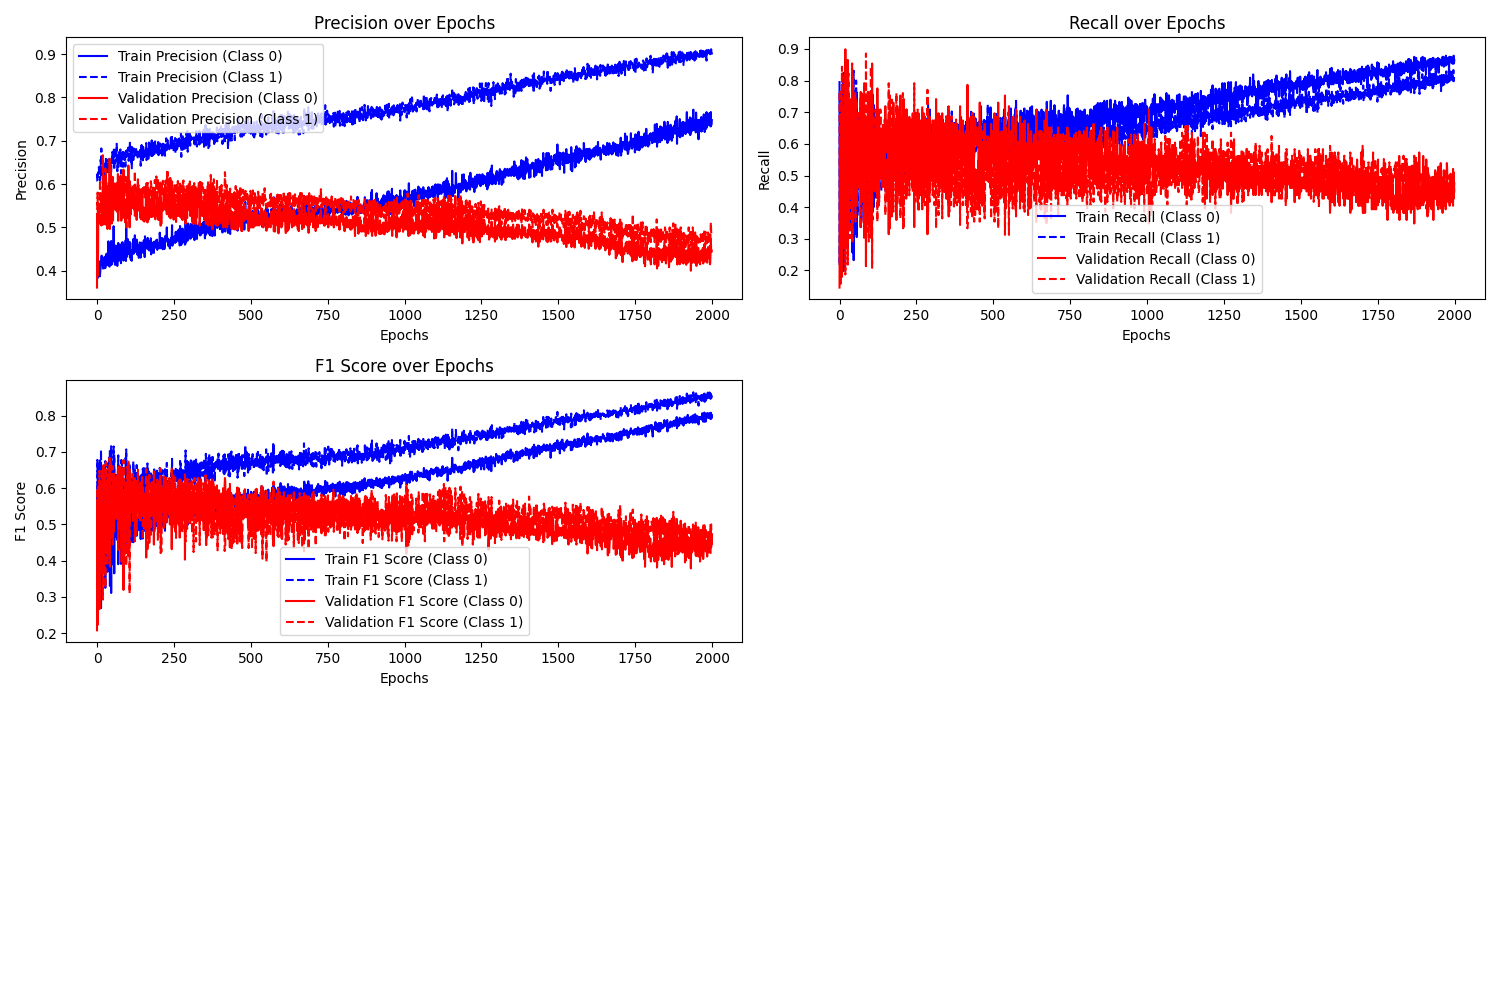 Precision over Epochs
Precision
0.9
0.8
0.7
0.6
0.5
0.4
Train Precision (Class 0)
Train Precision (Class 1)
Validation Precision (Class 0)
Validation Precision (Class 1)
0 250 500 750 1000 1250 1500 1750 2000
Epochs
Recall over Epochs
Recall
0.9
0.8
0.7
0.6
0.5
0.4
0.3
0.2
Train Recall (Class 0)
Train Recall (Class 1)
Validation Recall (Class 0)
Validation Recall (Class 1)
0 250 500 750 1000 1250 1500 1750 2000
Epochs
F1 Score over Epochs
F1 Score
0.8
0.7
0.6
0.5
0.4
0.3
0.2
Train F1 Score (Class 0)
Train F1 Score (Class 1)
Validation F1 Score (Class 0)
Validation F1 Score (Class 1)
0 250 500 750 1000 1250 1500 1750 2000
Epochs